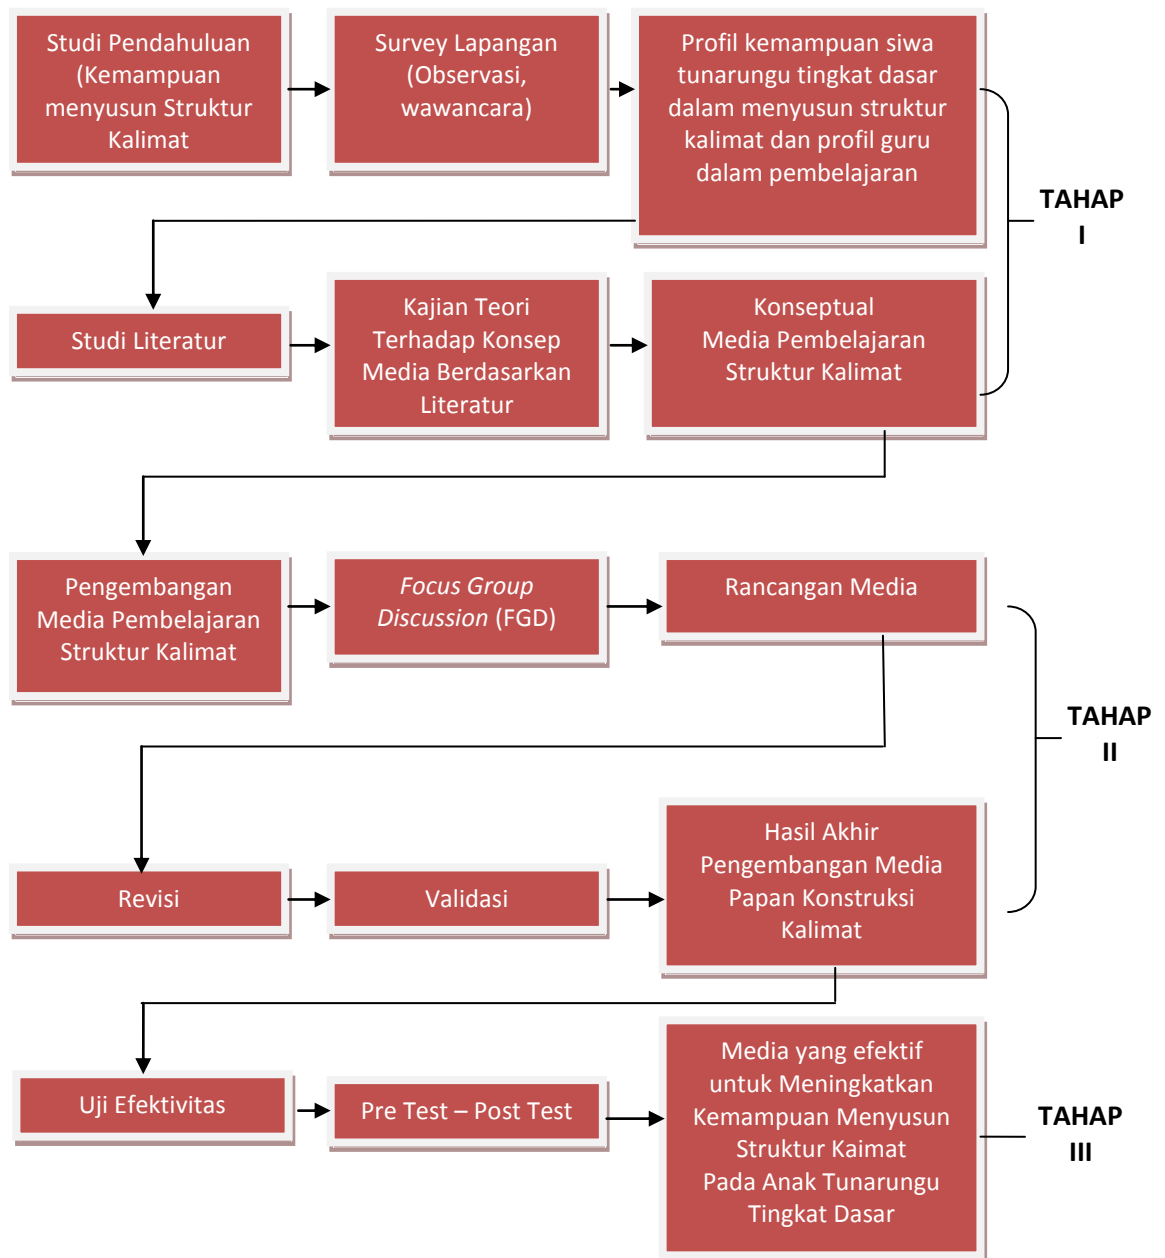 Studi Pendahuluan
(Kemampuan
menyusun Struktur
Kalimat
Survey Lapangan
(Observasi,
wawancara)
Profil kemampuan siwa
tunarungu tingkat dasar
dalam menyusun struktur
kalimat dan profil guru
dalam pembelajaran
TAHAP
I
Studi Literatur
Kajian Teori
Terhadap Konsep
Media Berdasarkan
Literatur
Konseptual
Media Pembelajaran
Struktur Kalimat
Pengembangan
Media Pembelajaran
Struktur Kalimat
Focus Group
Discussion (FGD)
Rancangan Media
TAHAP
II
Revisi
Validasi
Hasil Akhir
Pengembangan Media
Papan Konstruksi
Kalimat
Uji Efektivitas
Pre Test – Post Test
Media yang efektif
untuk Meningkatkan
Kemampuan Menyusun
Struktur Kaimat
Pada Anak Tunarungu
Tingkat Dasar
TAHAP
III